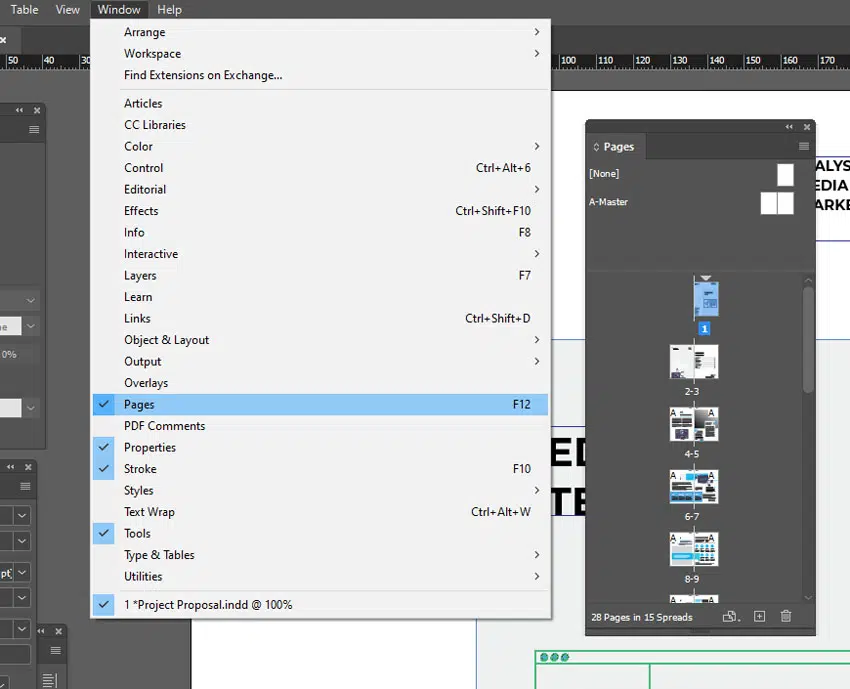 Table View Window Help
50 40 30 100 110 120 130 140 150 160 170
Arrange
Workspace
Find Extensions on Exchange...
Articles
CC Libraries
Color
Control Ctrl+Alt+6
Editorial
Effects Ctrl+Shift+F10
Info F8
Interactive
Layers F7
Learn
Links Ctrl+Shift+D
Object & Layout
Output
Overlays
Pages F12
PDF Comments
Properties
Stroke F10
Styles
Text Wrap Ctrl+Alt+W
Tools
Type & Tables
Utilities
1 *Project Proposal.indd @ 100%
0%
pt
Pages
[None]
A-Master
1
2-3
A A
4-5
A A
6-7
A A
8-9
28 Pages in 15 Spreads
ALYS
EDIA
ARKE
ED
TE